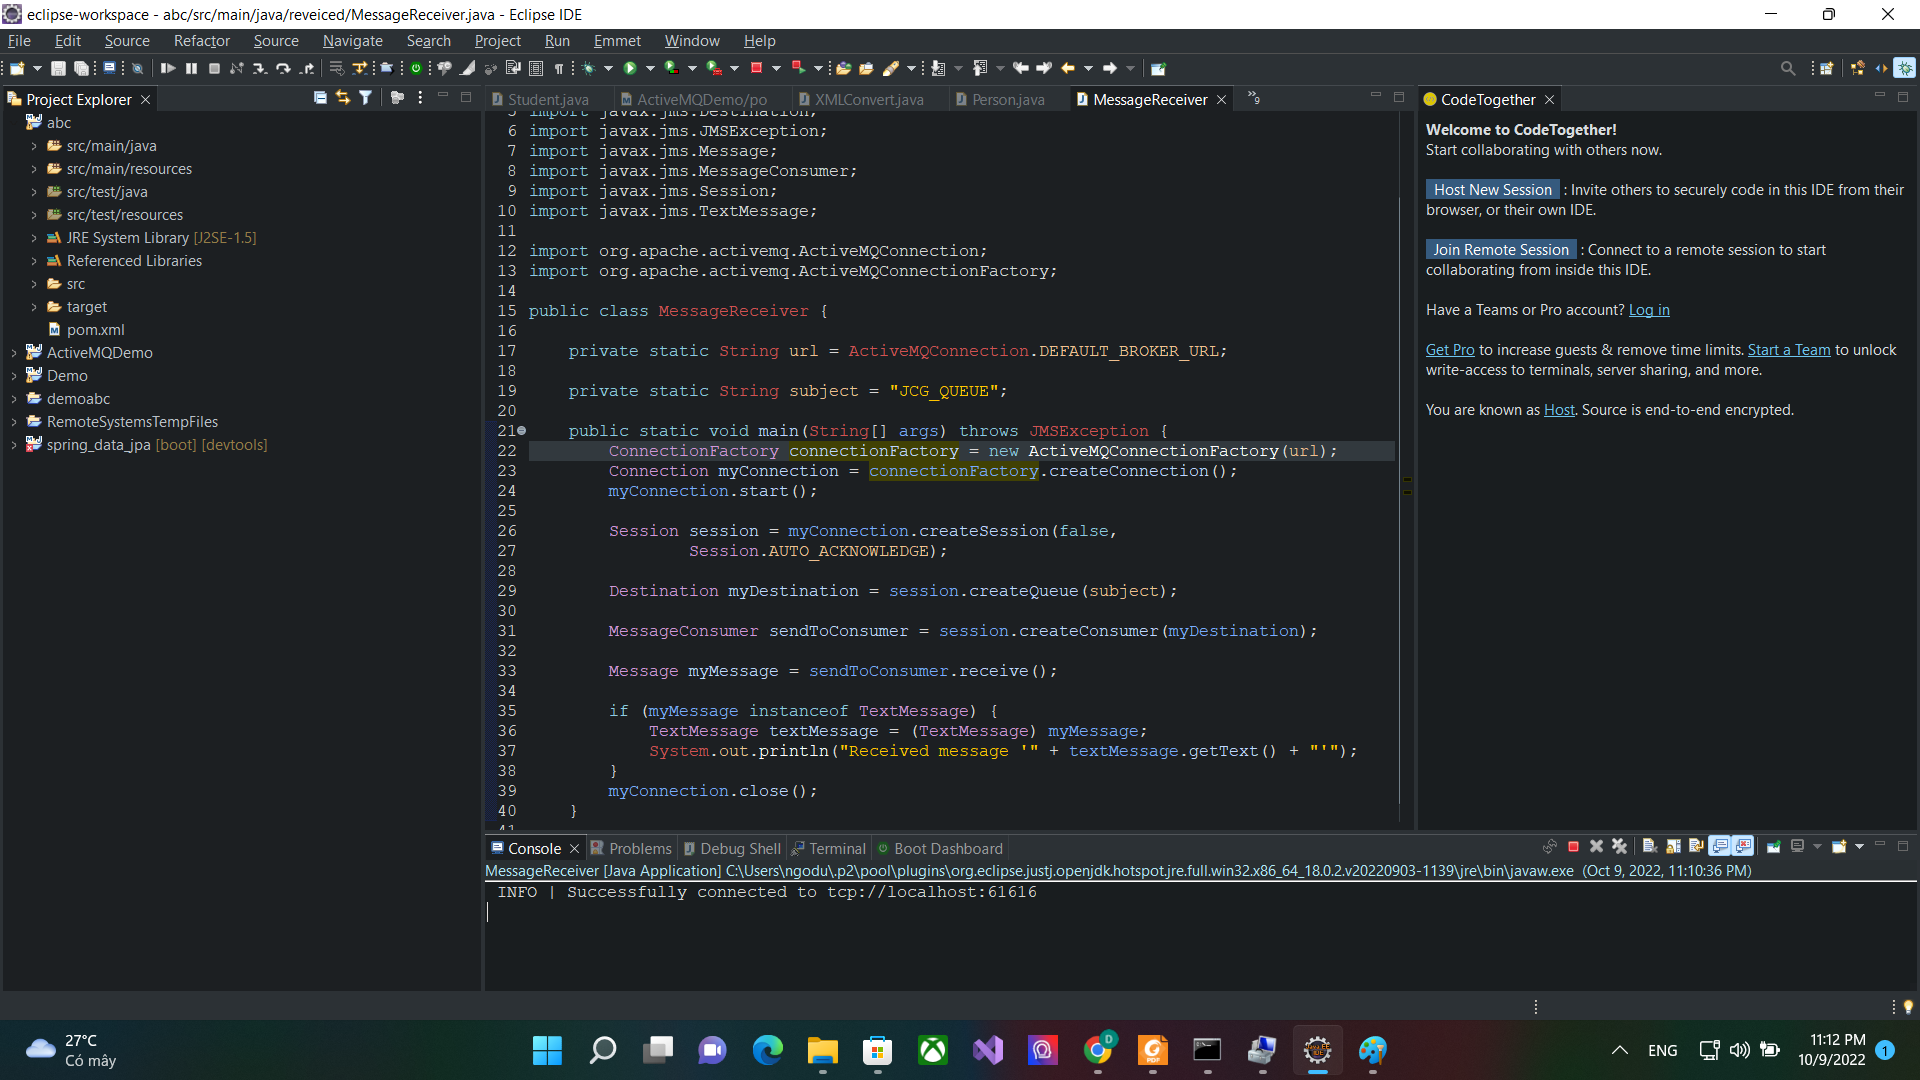 eclipse-workspace - abc/src/main/java/reveiced/MessageReceiver.java - Eclipse IDE
File Edit Source Refactor Source Navigate Search Project Run Emmet Window Help
Project Explorer
abc
src/main/java
src/main/resources
src/test/java
src/test/resources
JRE System Library [J2SE-1.5]
Referenced Libraries
src
target
pom.xml
ActiveMQDemo
Demo
demoabc
RemoteSystemsTempFiles
spring_data_jpa [boot] [devtools]
Student.java ActiveMQDemo/po XMLConvert.java Person.java MessageReceiver »9
5 import javax.jms.Destination;
6 import javax.jms.JMSException;
7 import javax.jms.Message;
8 import javax.jms.MessageConsumer;
9 import javax.jms.Session;
10 import javax.jms.TextMessage;
11
12 import org.apache.activemq.ActiveMQConnection;
13 import org.apache.activemq.ActiveMQConnectionFactory;
14
15 public class MessageReceiver {
16
17 private static String url = ActiveMQConnection.DEFAULT_BROKER_URL;
18
19 private static String subject = "JCG_QUEUE";
20
21 public static void main(String[] args) throws JMSException {
22 ConnectionFactory connectionFactory = new ActiveMQConnectionFactory(url);
23 Connection myConnection = connectionFactory.createConnection();
24 myConnection.start();
25
26 Session session = myConnection.createSession(false,
27 Session.AUTO_ACKNOWLEDGE);
28
29 Destination myDestination = session.createQueue(subject);
30
31 MessageConsumer sendToConsumer = session.createConsumer(myDestination);
32
33 Message myMessage = sendToConsumer.receive();
34
35 if (myMessage instanceof TextMessage) {
36 TextMessage textMessage = (TextMessage) myMessage;
37 System.out.println("Received message '" + textMessage.getText() + "'");
38 }
39 myConnection.close();
40 }
41
CodeTogether
Welcome to CodeTogether!
Start collaborating with others now.
Host New Session : Invite others to securely code in this IDE from their
browser, or their own IDE.
Join Remote Session : Connect to a remote session to start
collaborating from inside this IDE.
Have a Teams or Pro account? Log in
Get Pro to increase guests & remove time limits. Start a Team to unlock
write-access to terminals, server sharing, and more.
You are known as Host. Source is end-to-end encrypted.
Console Problems Debug Shell Terminal Boot Dashboard
MessageReceiver [Java Application] C:\Users\ngodu\.p2\pool\plugins\org.eclipse.justj.openjdk.hotspot.jre.full.win32.x86_64_18.0.2.v20220903-1139\jre\bin\javaw.exe (Oct 9, 2022, 11:10:36 PM)
INFO | Successfully connected to tcp://localhost:61616
27°C
Có mây
D
PDF
IDE
ENG
11:12 PM
10/9/2022
1